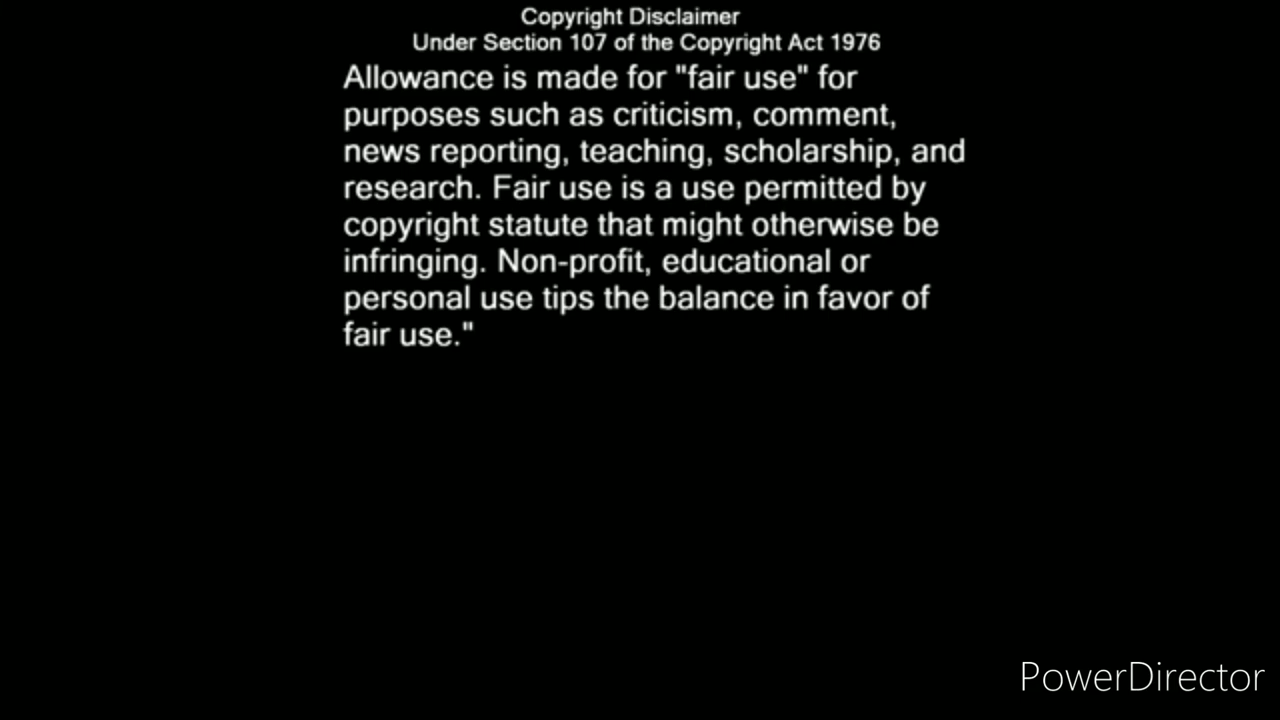 Copyright Disclaimer
Under Section 107 of the Copyright Act 1976
Allowance is made for "fair use" for
purposes such as criticism, comment,
news reporting, teaching, scholarship, and
research. Fair use is a use permitted by
copyright statute that might otherwise be
infringing. Non-profit, educational or
personal use tips the balance in favor of
fair use."
PowerDirector